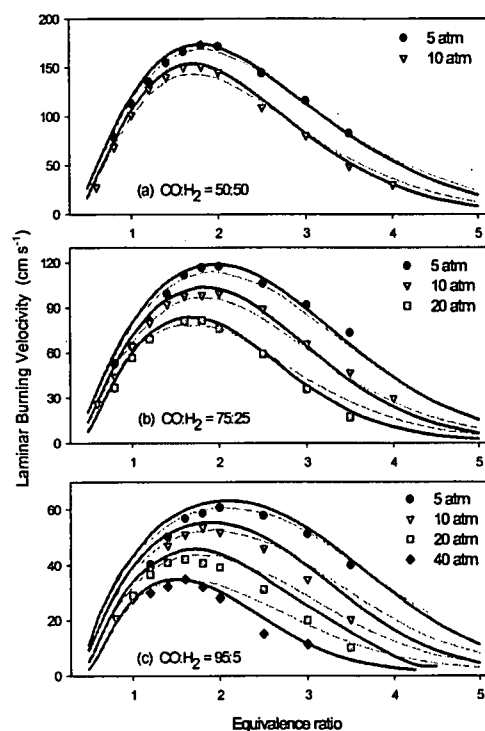 Laminar Burning Velocivity (cm s⁻¹)
200
150
100
50
0
5 atm
10 atm
(a) CO:H₂ = 50:50
1 2 3 4 5
120
90
60
30
0
5 atm
10 atm
20 atm
(b) CO:H₂ = 75:25
1 2 3 4 5
60
40
20
0
5 atm
10 atm
20 atm
40 atm
(c) CO:H₂ = 95:5
1 2 3 4 5
Equivalence ratio